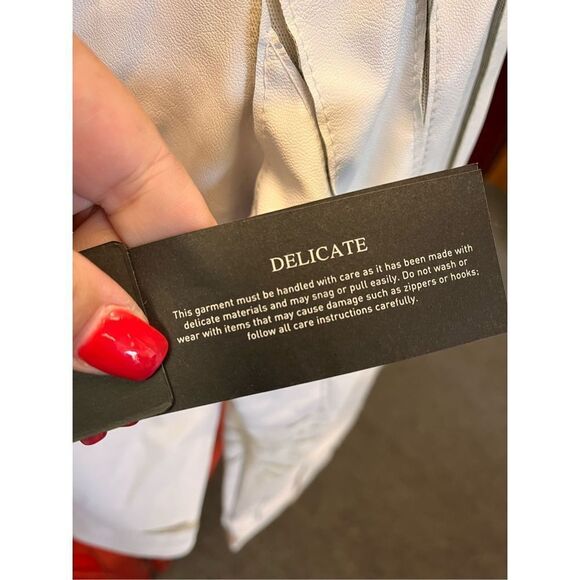 DELICATE
This garment must be handled with care as it has been made with
delicate materials and may snag or pull easily. Do not wash or
wear with items that may cause damage such as zippers or hooks;
follow all care instructions carefully.